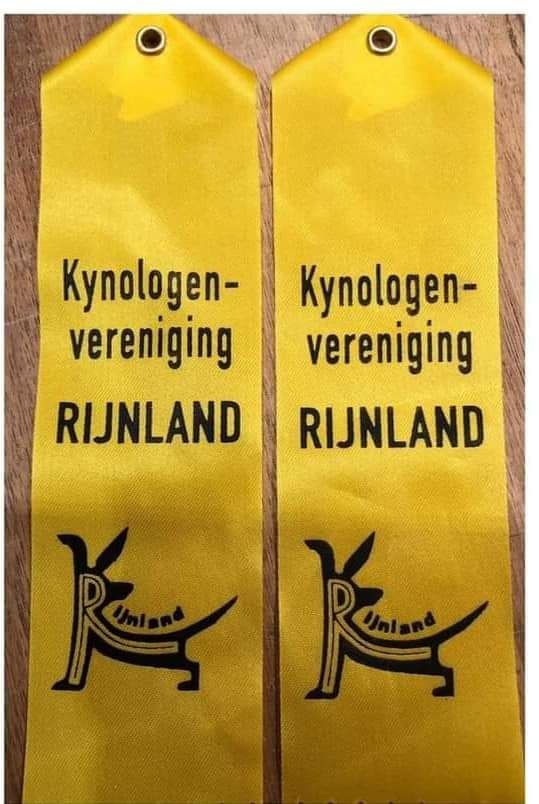 Kynologen-
vereniging
RIJNLAND
Rijnland
Kynologen-
vereniging
RIJNLAND
Rijnland